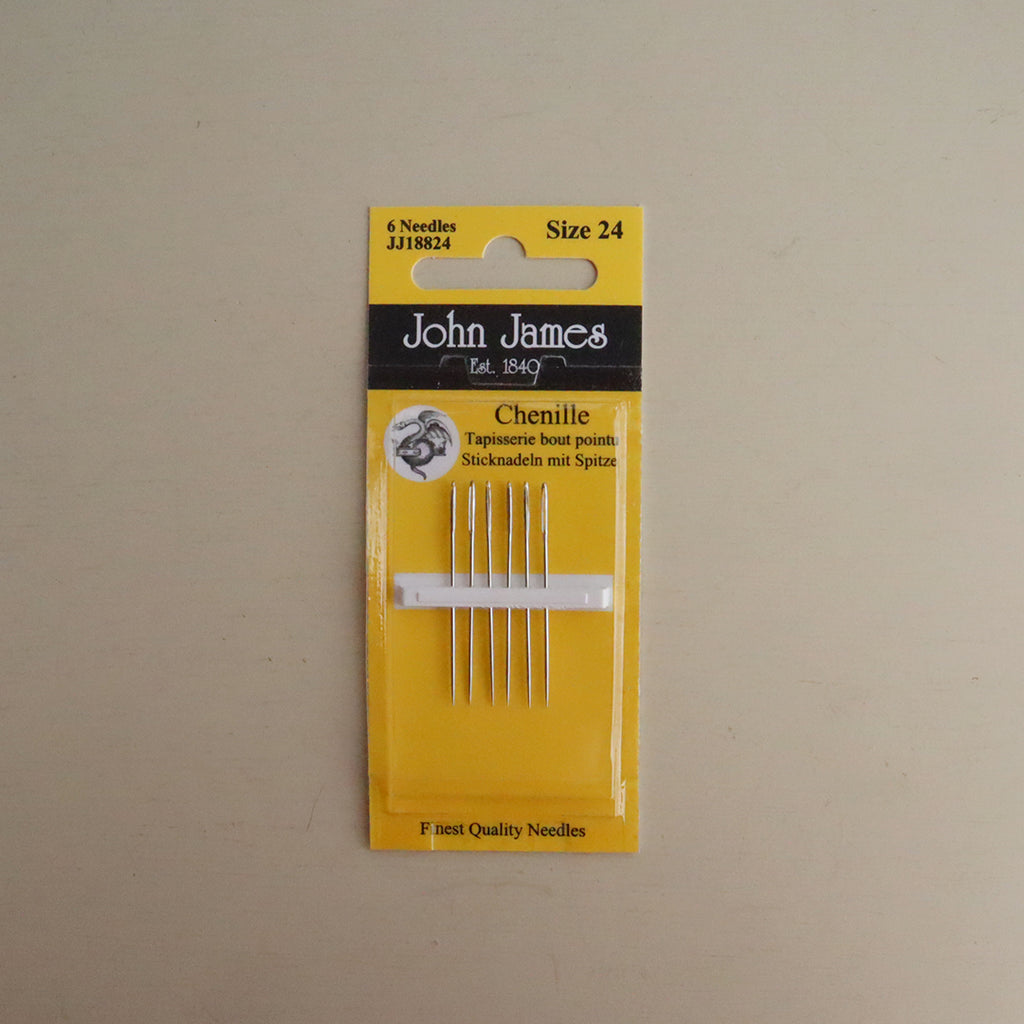 6 Needles
JJ18824
Size 24
John James
Est. 1840
Chenille
Tapisserie bout pointu
Sticknadeln mit Spitze
Finest Quality Needles